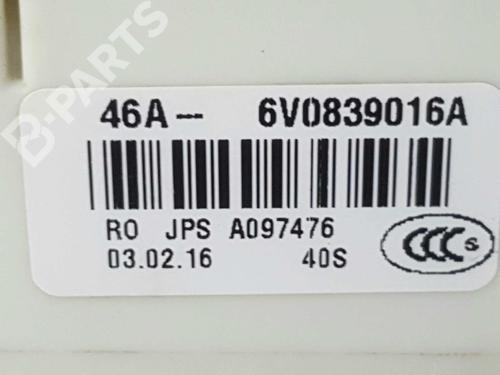 B-PARTS
46A-- 6V0839016A
RO JPS A097476
03.02.16 40S
CCC S